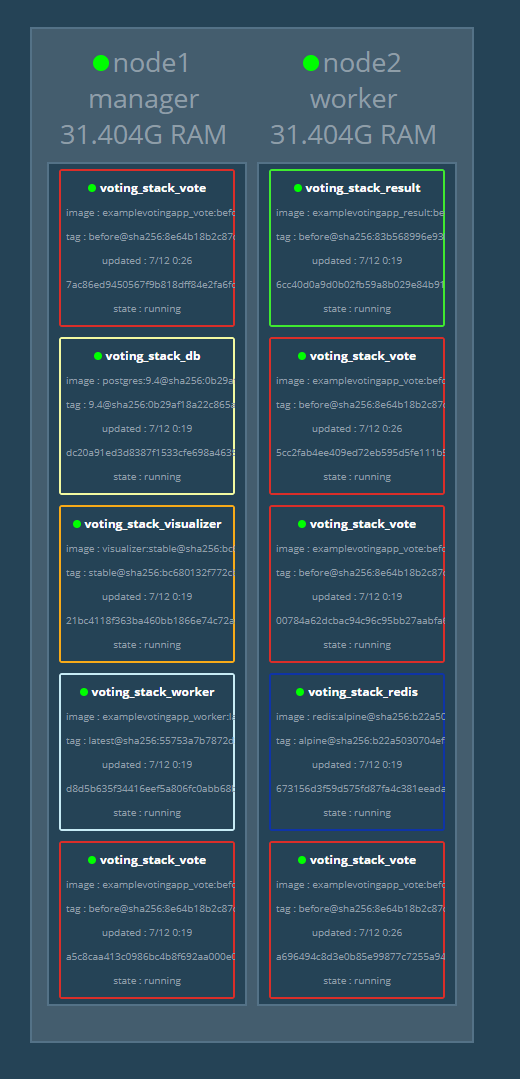 node1
manager
31.404G RAM
voting_stack_vote
image : examplevotingapp_vote:befo
tag : before@sha256:8e64b18b2c87
updated : 7/12 0:26
7ac86ed9450567f9b818dff84e2fa6f
state : running
voting_stack_db
image : postgres:9.4@sha256:0b29a
tag : 9.4@sha256:0b29af18a22c865a
updated : 7/12 0:19
dc20a91ed3d8387f1533cfe698a463
state : running
voting_stack_visualizer
image : visualizer:stable@sha256:bc
tag : stable@sha256:bc680132f772c
updated : 7/12 0:19
21bc4118f363ba460bb1866e74c72a
state : running
voting_stack_worker
image : examplevotingapp_worker:la
tag : latest@sha256:55753a7b7872d
updated : 7/12 0:19
d8d5b635f34416eef5a806fc0abb68
state : running
voting_stack_vote
image : examplevotingapp_vote:befo
tag : before@sha256:8e64b18b2c87
updated : 7/12 0:19
a5c8caa413c0986bc4b8f692aa000e
state : running
node2
worker
31.404G RAM
voting_stack_result
image : examplevotingapp_result:be
tag : before@sha256:83b568996e93
updated : 7/12 0:19
6cc40d0a9d0b02fb59a8b029e84b91
state : running
voting_stack_vote
image : examplevotingapp_vote:befo
tag : before@sha256:8e64b18b2c87
updated : 7/12 0:26
5cc2fab4ee409ed72eb595d5fe111b
state : running
voting_stack_vote
image : examplevotingapp_vote:befo
tag : before@sha256:8e64b18b2c87
updated : 7/12 0:19
00784a62dcbac94c96c95bb27aabfa
state : running
voting_stack_redis
image : redis:alpine@sha256:b22a50
tag : alpine@sha256:b22a5030704ef
updated : 7/12 0:19
673156d3f59d575fd87fa4c381eeada
state : running
voting_stack_vote
image : examplevotingapp_vote:befo
tag : before@sha256:8e64b18b2c87
updated : 7/12 0:26
a696494c8d3e0b85e99877c7255a94
state : running